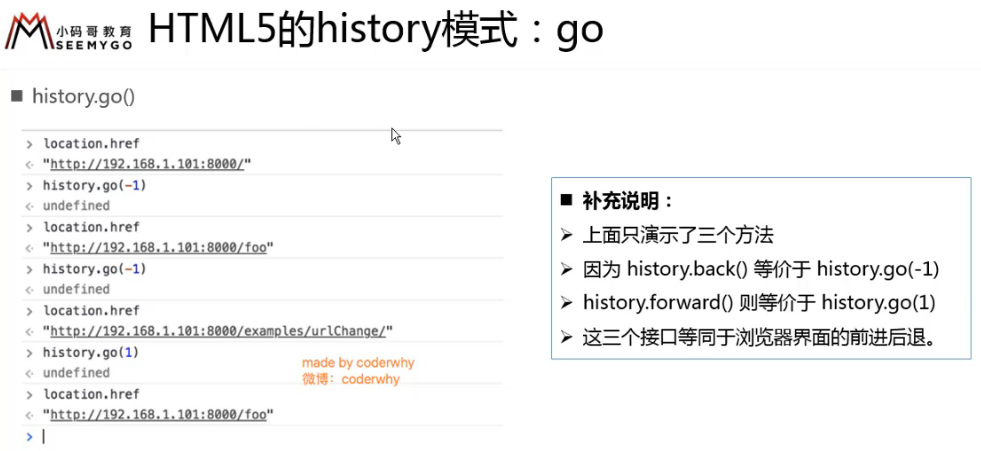 小码哥教育
SEEMYGO
HTML5的history模式：go
■ history.go()
> location.href
<· "http://192.168.1.101:8000/"
> history.go(-1)
<· undefined
> location.href
<· "http://192.168.1.101:8000/foo"
> history.go(-1)
<· undefined
> location.href
<· "http://192.168.1.101:8000/examples/urlChange/"
> history.go(1)
<· undefined
> location.href
<· "http://192.168.1.101:8000/foo"
>
made by coderwhy
微博：coderwhy
■ 补充说明：
➢ 上面只演示了三个方法
➢ 因为 history.back() 等价于 history.go(-1)
➢ history.forward() 则等价于 history.go(1)
➢ 这三个接口等同于浏览器界面的前进后退。